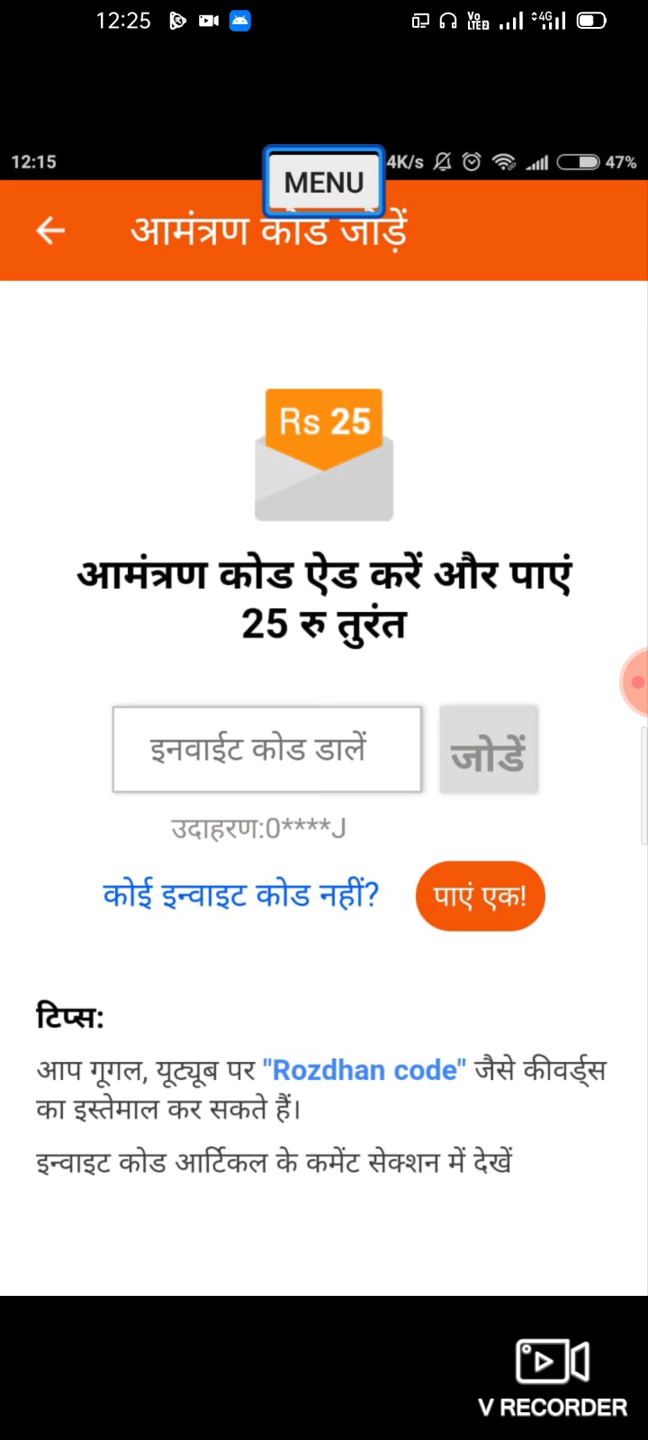 12:25
12:15
MENU
4K/s
47%
आमंत्रण कोड जोड़ें
Rs 25
आमंत्रण कोड ऐड करें और पाएं
25 रु तुरंत
इनवाईट कोड डालें
जोडें
उदाहरण:0****J
कोई इन्वाइट कोड नहीं?
पाएं एक!
टिप्स:
आप गूगल, यूट्यूब पर "Rozdhan code" जैसे कीवर्ड्स
का इस्तेमाल कर सकते हैं।
इन्वाइट कोड आर्टिकल के कमेंट सेक्शन में देखें
V RECORDER